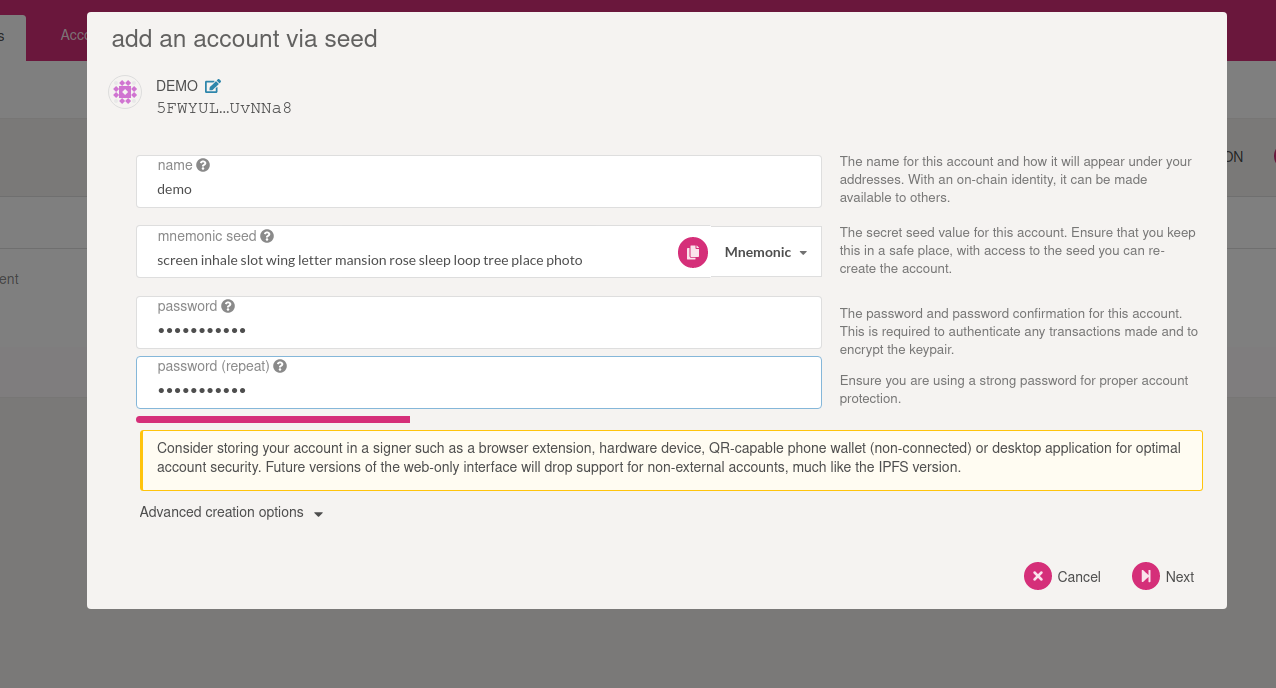 add an account via seed
s
Acco
DEMO
5FWYUL…UvNNa8
ON
name
demo
The name for this account and how it will appear under your
addresses. With an on-chain identity, it can be made
available to others.
mnemonic seed
screen inhale slot wing letter mansion rose sleep loop tree place photo
Mnemonic
The secret seed value for this account. Ensure that you keep
this in a safe place, with access to the seed you can re-
create the account.
ent
password
•••••••••••
The password and password confirmation for this account.
This is required to authenticate any transactions made and to
encrypt the keypair.
password (repeat)
•••••••••••
Ensure you are using a strong password for proper account
protection.
Consider storing your account in a signer such as a browser extension, hardware device, QR-capable phone wallet (non-connected) or desktop application for optimal
account security. Future versions of the web-only interface will drop support for non-external accounts, much like the IPFS version.
Advanced creation options
Cancel
Next